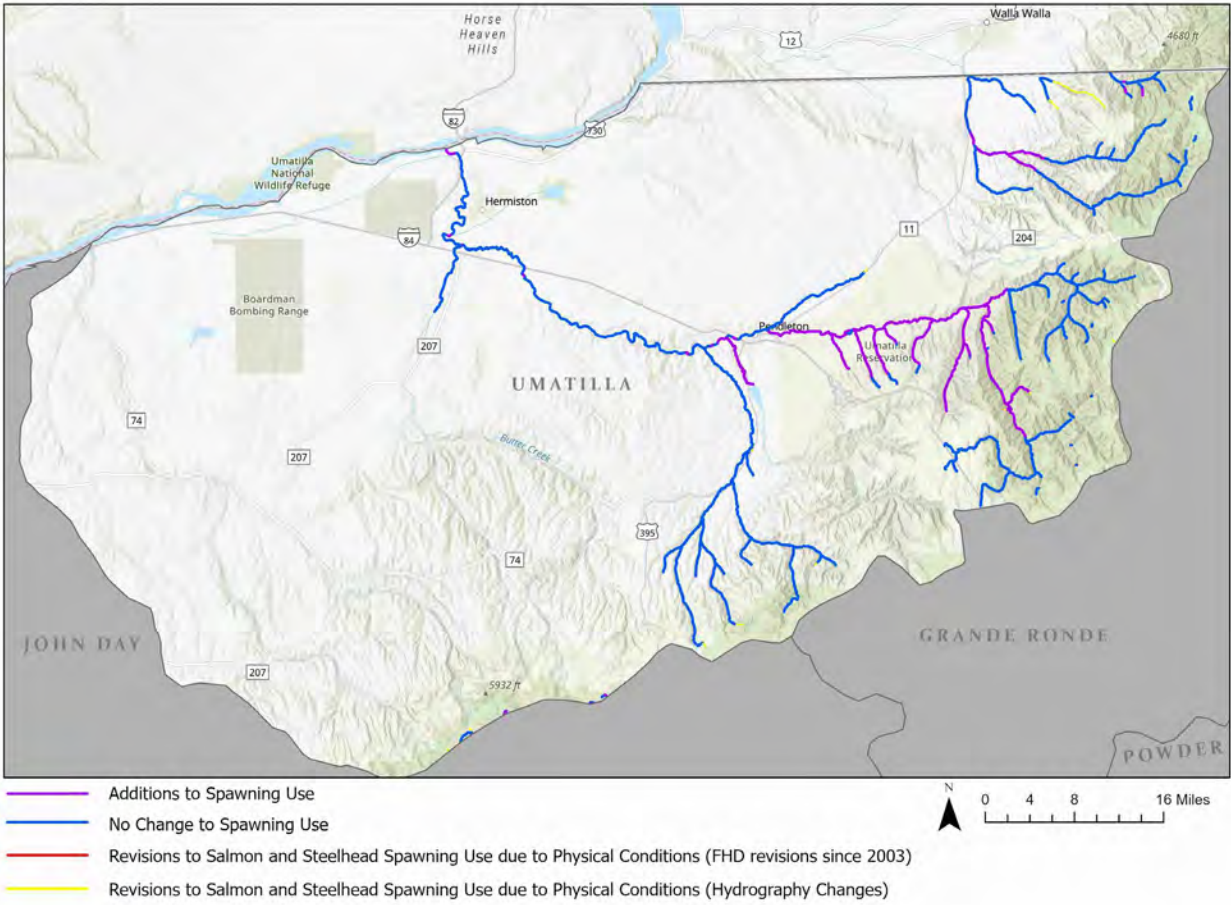 Walla Walla
Horse
Heaven
Hills
12
4680 ft
82
730
Umatilla
National
Wildlife Refuge
Hermiston
84
11
204
Boardman
Bombing Range
Pendleton
207
Umatilla
Reservation
UMATILLA
74
207
Butter Creek
395
74
JOHN DAY
GRANDE RONDE
207
5932 ft
POWDER
Additions to Spawning Use
No Change to Spawning Use
Revisions to Salmon and Steelhead Spawning Use due to Physical Conditions (FHD revisions since 2003)
Revisions to Salmon and Steelhead Spawning Use due to Physical Conditions (Hydrography Changes)
N
0 4 8 16 Miles